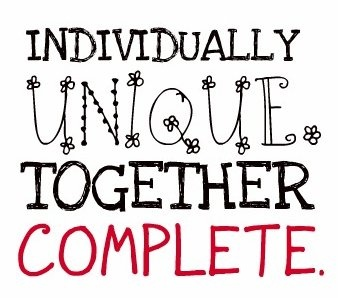 INDIVIDUALLY
UNIQUE.
TOGETHER
COMPLETE.